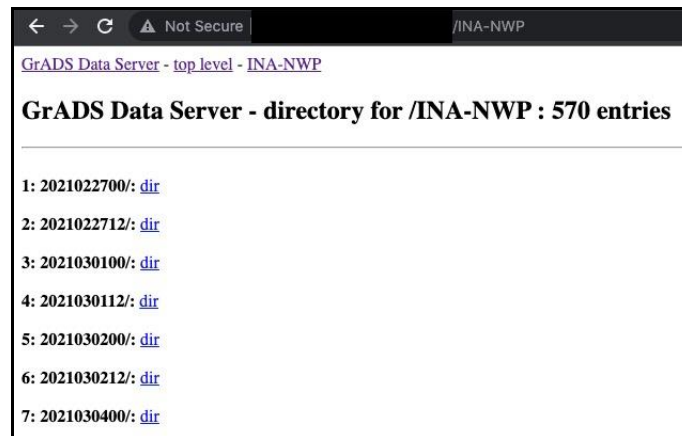 Not Secure
/INA-NWP
GrADS Data Server - top level - INA-NWP
GrADS Data Server - directory for /INA-NWP : 570 entries
1: 2021022700/: dir
2: 2021022712/: dir
3: 2021030100/: dir
4: 2021030112/: dir
5: 2021030200/: dir
6: 2021030212/: dir
7: 2021030400/: dir